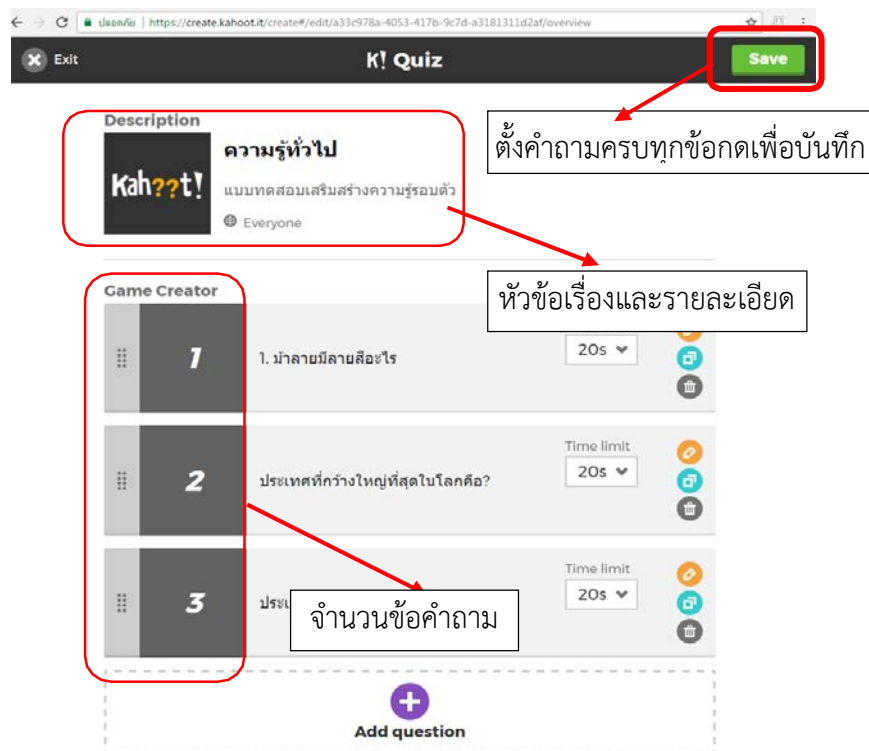 ปลอดภัย | https://create.kahoot.it/create#/edit/a33c978a-4053-417b-9c7d-a3181311d2af/overview
Exit
K! Quiz
Save
ตั้งคำถามครบทุกข้อกดเพื่อบันทึก
Description
Kah??t!
ความรู้ทั่วไป
แบบทดสอบเสริมสร้างความรู้รอบตัว
Everyone
หัวข้อเรื่องและรายละเอียด
Game Creator
1
1. ม้าลายมีลายสีอะไร
20s
2
ประเทศที่กว้างใหญ่ที่สุดในโลกคือ?
Time limit
20s
3
Time limit
20s
จำนวนข้อคำถาม
Add question